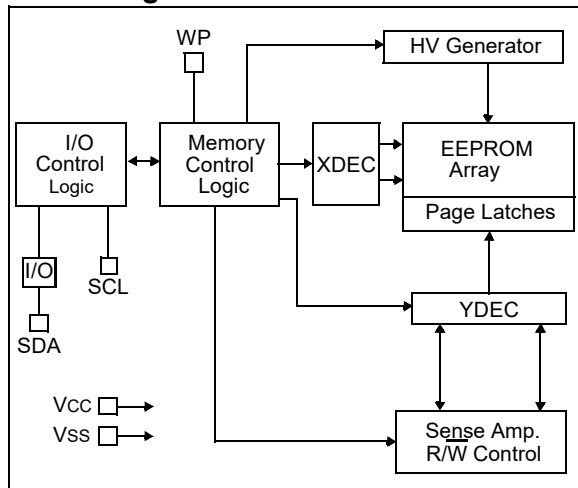 WP
HV Generator
I/O
Control
Logic
Memory
Control
Logic
XDEC
EEPROM
Array
Page Latches
I/O
SCL
SDA
YDEC
VCC
VSS
Sense Amp.
R/W̅ Control